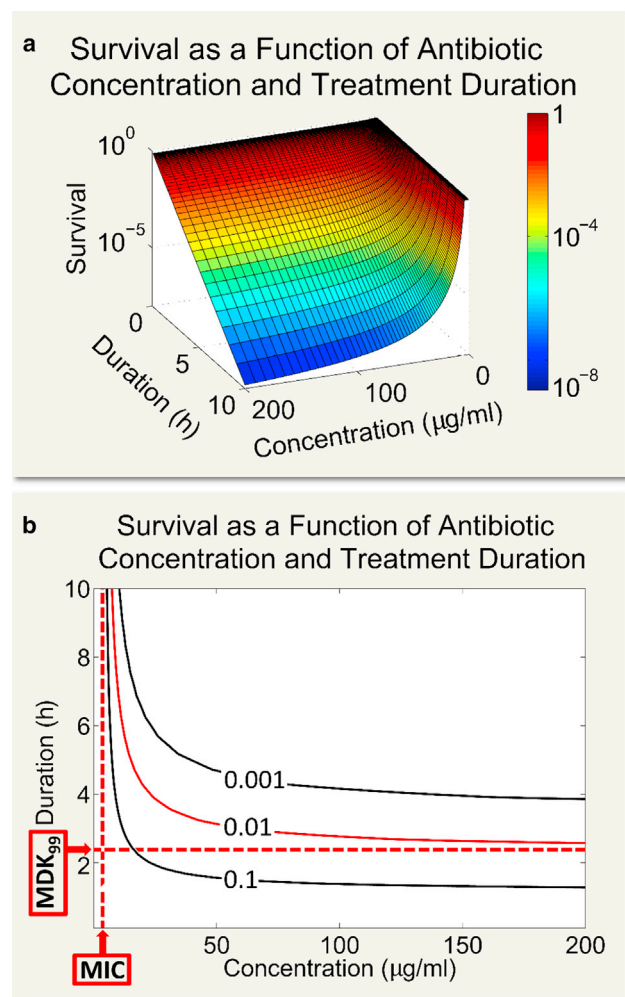 a
Survival as a Function of Antibiotic
Concentration and Treatment Duration
10⁰
10⁻⁵
Survival
0
5
10
Duration (h)
200
100
0
Concentration (μg/ml)
1
10⁻⁴
10⁻⁸
b
Survival as a Function of Antibiotic
Concentration and Treatment Duration
10
8
6
4
2
Duration (h)
MDK₉₉
0.001
0.01
0.1
50
100
150
200
MIC
Concentration (μg/ml)